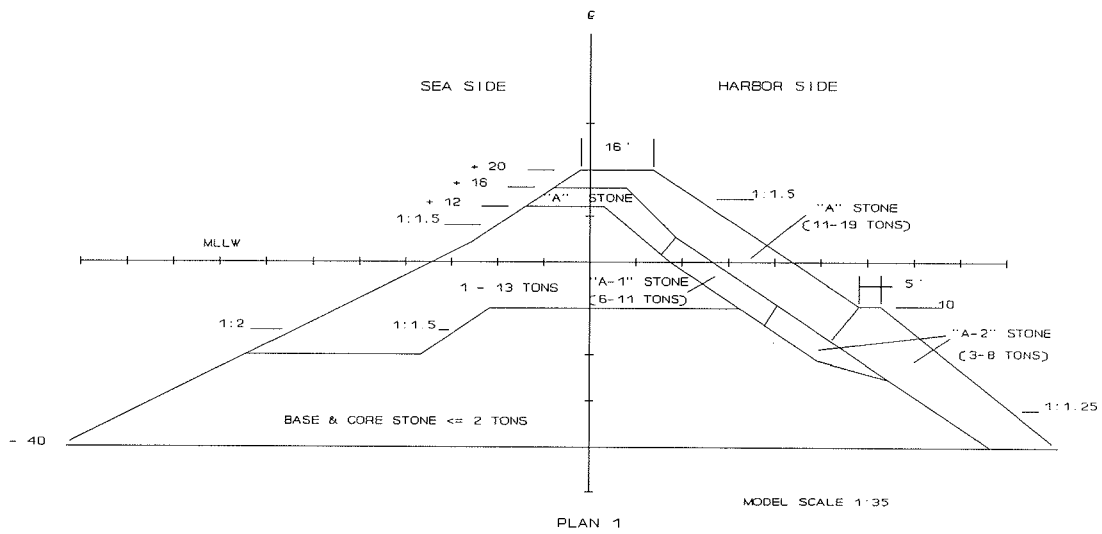 ℄
SEA SIDE
HARBOR SIDE
16'
+ 20
+ 16
+ 12
"A" STONE
1:1.5
1:1.5
"A" STONE
(11-19 TONS)
MLLW
1 - 13 TONS
"A-1" STONE
(6-11 TONS)
5'
10
1:2
1:1.5
"A-2" STONE
(3-8 TONS)
1:1.25
BASE & CORE STONE <= 2 TONS
- 40
MODEL SCALE 1:35
PLAN 1